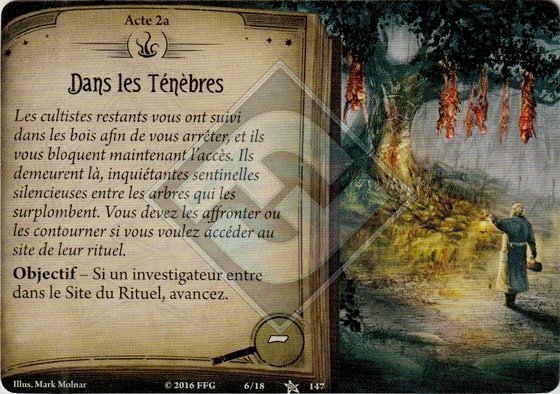 Acte 2a
Dans les Ténèbres
Les cultistes restants vous ont suivi
dans les bois afin de vous arrêter, et ils
vous bloquent maintenant l'accès. Ils
demeurent là, inquiétantes sentinelles
silencieuses entre les arbres qui les
surplombent. Vous devez les affronter ou
les contourner si vous voulez accéder au
site de leur rituel.
Objectif – Si un investigateur entre
dans le Site du Rituel, avancez.
–
Illus. Mark Molnar © 2016 FFG 6/18 147